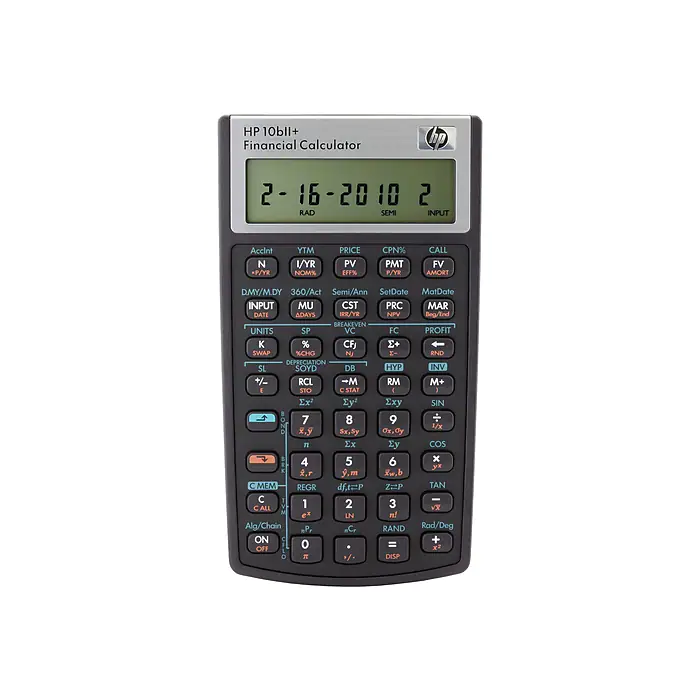 HP 10bII+
Financial Calculator
hp
2-16-2010 2
RAD SEMI INPUT
AccInt YTM PRICE CPN% CALL
N I/YR PV PMT FV
×P/YR NOM% EFF% P/YR AMORT
D.MY/M.DY 360/Act Semi/Ann SetDate MatDate
INPUT MU CST PRC MAR
DATE ΔDAYS IRR/YR NPV Beg/End
BREAKEVEN
UNITS SP VC FC PROFIT
K % CFj Σ+ ←
SWAP %CHG Nj Σ− RND
DEPRECIATION
SL SOYD DB HYP INV
+/− RCL →M RM M+
E STO C STAT ( )
Σx² Σy² Σxy SIN
7 8 9 ÷
x̄,ȳ sx,sy σx,σy 1/x
BOND
n Σx Σy COS
4 5 6 ×
x̂,r ŷ,m x̄w,b yˣ
BRK
C MEM REGR df,t⇄P Z⇄P TAN
C 1 2 3 −
C ALL eˣ LN n! √x
TVM
Alg/Chain nPr nCr RAND Rad/Deg
ON 0 · = +
OFF π ·/, DISP x²
CFLO